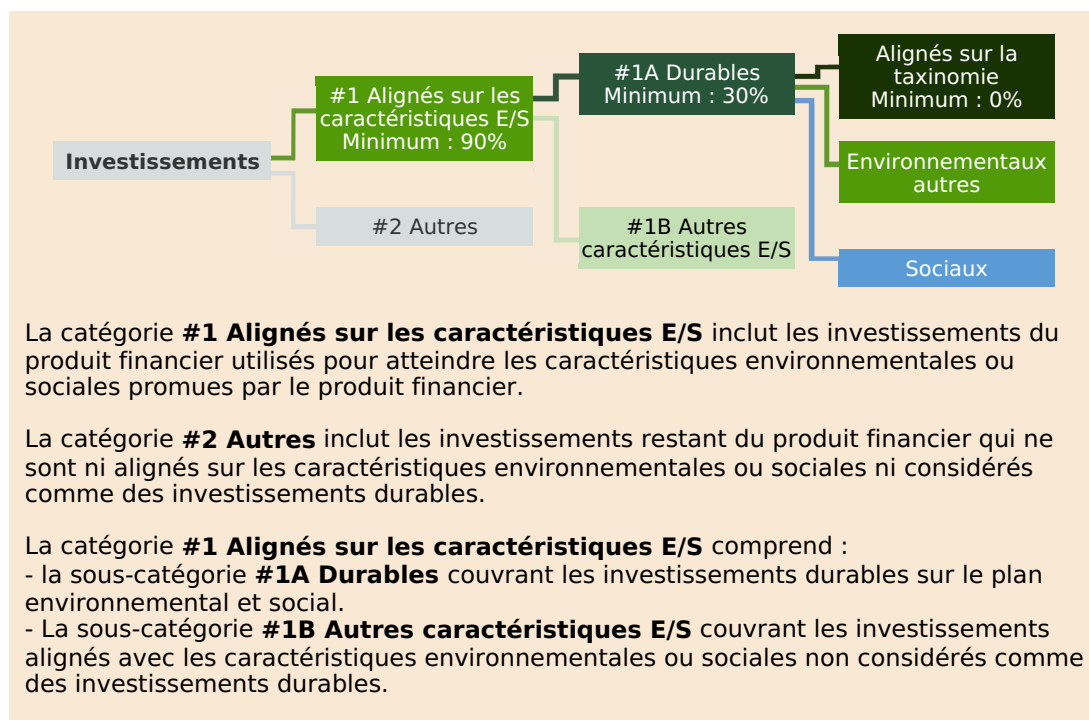 Investissements
#1 Alignés sur les
caractéristiques E/S
Minimum : 90%
#2 Autres
#1A Durables
Minimum : 30%
#1B Autres
caractéristiques E/S
Alignés sur la
taxinomie
Minimum : 0%
Environnementaux
autres
Sociaux
La catégorie #1 Alignés sur les caractéristiques E/S inclut les investissements du
produit financier utilisés pour atteindre les caractéristiques environnementales ou
sociales promues par le produit financier.
La catégorie #2 Autres inclut les investissements restant du produit financier qui ne
sont ni alignés sur les caractéristiques environnementales ou sociales ni considérés
comme des investissements durables.
La catégorie #1 Alignés sur les caractéristiques E/S comprend :
- la sous-catégorie #1A Durables couvrant les investissements durables sur le plan
environnemental et social.
- La sous-catégorie #1B Autres caractéristiques E/S couvrant les investissements
alignés avec les caractéristiques environnementales ou sociales non considérés comme
des investissements durables.